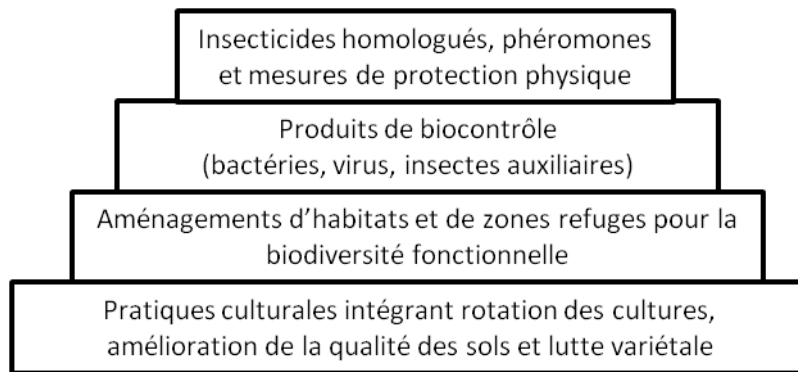 Insecticides homologués, phéromones
et mesures de protection physique
Produits de biocontrôle
(bactéries, virus, insectes auxiliaires)
Aménagements d’habitats et de zones refuges pour la
biodiversité fonctionnelle
Pratiques culturales intégrant rotation des cultures,
amélioration de la qualité des sols et lutte variétale